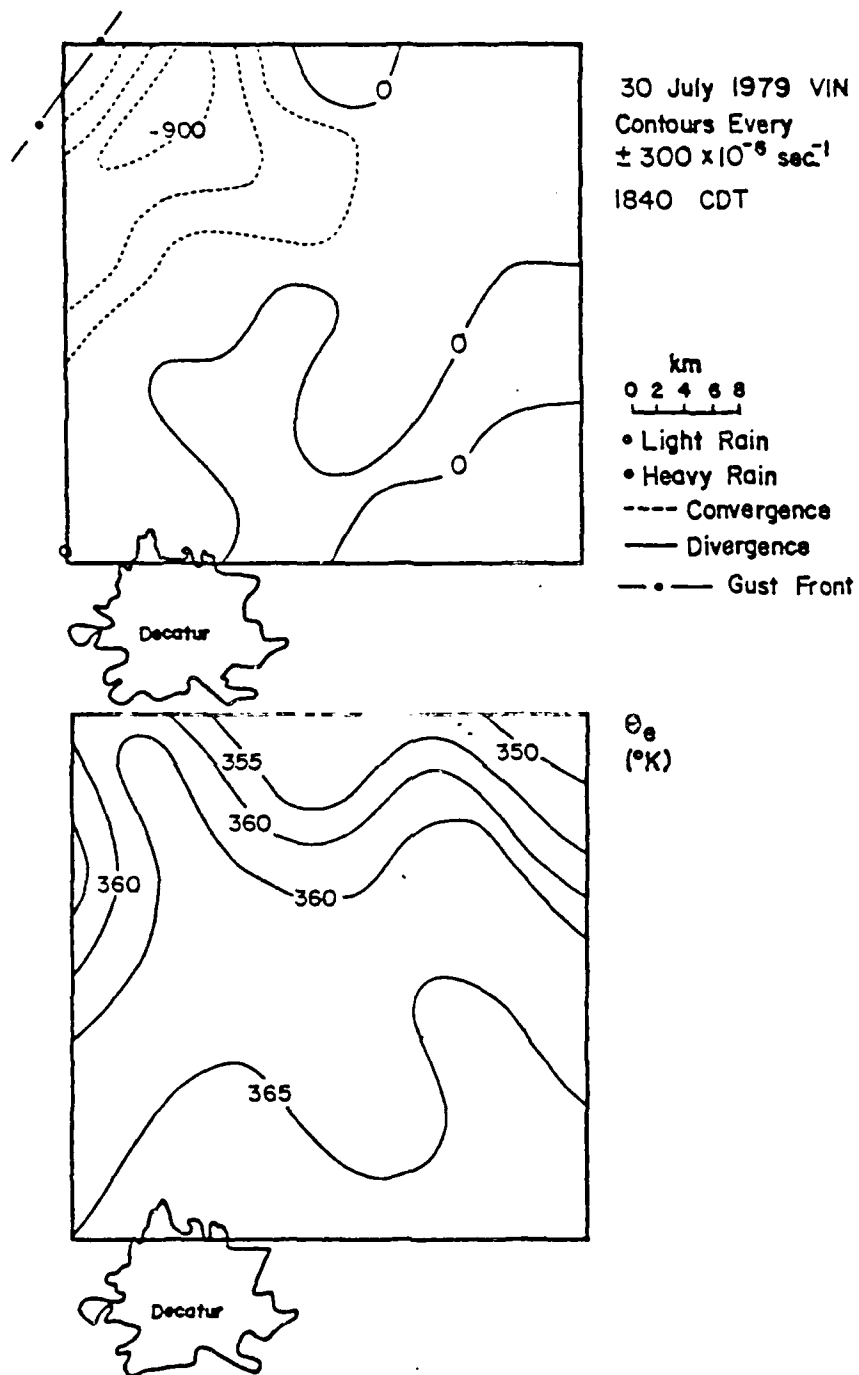 30 July 1979 VIN
Contours Every
± 300 x 10⁻⁶ sec⁻¹
1840 CDT
-900
0
0
0
km
0 2 4 6 8
Light Rain
Heavy Rain
Convergence
Divergence
Gust Front
Decatur
θe
(°K)
355
350
360
360
360
365
Decatur